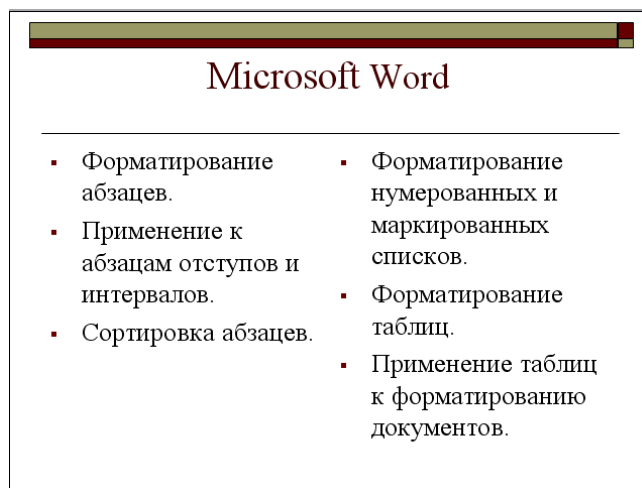 Microsoft Word
Форматирование
абзацев.
Применение к
абзацам отступов и
интервалов.
Сортировка абзацев.
Форматирование
нумерованных и
маркированных
списков.
Форматирование
таблиц.
Применение таблиц
к форматированию
документов.